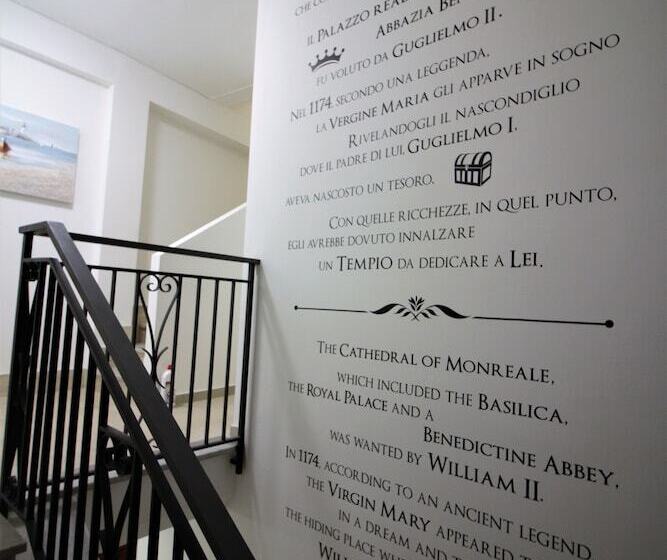 IL PALAZZO REAL
ABBAZIA BE
FU VOLUTO DA GUGLIELMO II.
NEL 1174, SECONDO UNA LEGGENDA,
LA VERGINE MARIA GLI APPARVE IN SOGNO
RIVELANDOGLI IL NASCONDIGLIO
DOVE IL PADRE DI LUI, GUGLIELMO I,
AVEVA NASCOSTO UN TESORO.
CON QUELLE RICCHEZZE, IN QUEL PUNTO,
EGLI AVREBBE DOVUTO INNALZARE
UN TEMPIO DA DEDICARE A LEI.
THE CATHEDRAL OF MONREALE,
WHICH INCLUDED THE BASILICA,
THE ROYAL PALACE AND A
BENEDICTINE ABBEY,
WAS WANTED BY WILLIAM II.
IN 1174, ACCORDING TO AN ANCIENT LEGEND
THE VIRGIN MARY APPEARED T
IN A DREAM AND
THE HIDING PLACE WH
WILL